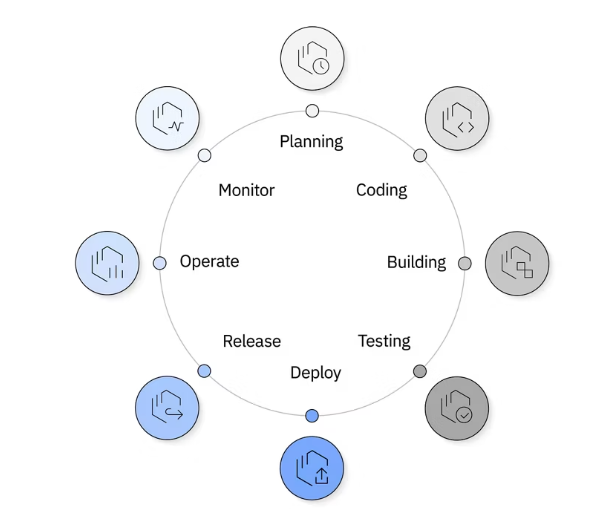 Planning
Coding
Building
Testing
Deploy
Release
Operate
Monitor